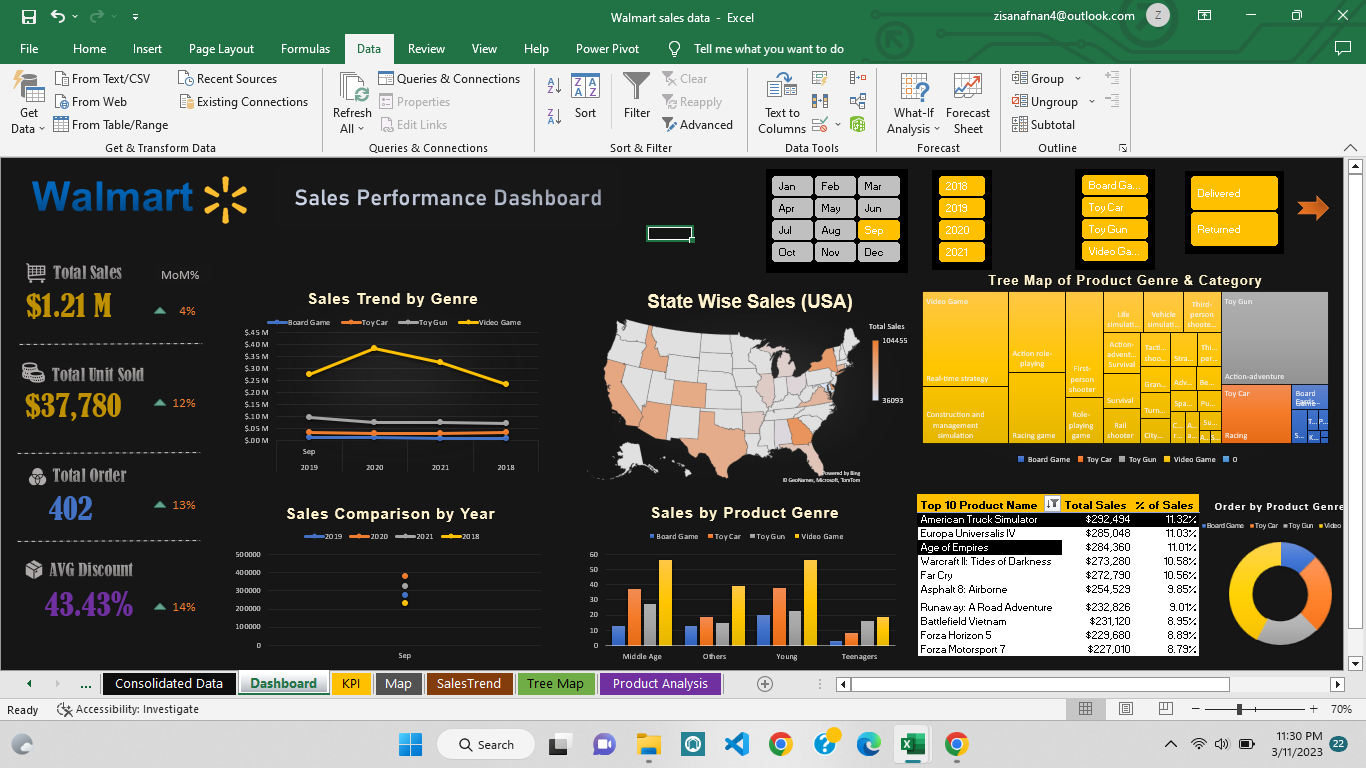 Walmart sales data - Excel
zisanafnan4@outlook.com
Z
File Home Insert Page Layout Formulas Data Review View Help Power Pivot Tell me what you want to do
Get Data
From Text/CSV
From Web
From Table/Range
Recent Sources
Existing Connections
Get & Transform Data
Refresh All
Queries & Connections
Properties
Edit Links
Queries & Connections
Sort
Filter
Clear
Reapply
Advanced
Sort & Filter
Text to Columns
Data Tools
What-If Analysis
Forecast Sheet
Forecast
Group
Ungroup
Subtotal
Outline
Walmart
Sales Performance Dashboard
Jan Feb Mar
Apr May Jun
Jul Aug Sep
Oct Nov Dec
2018
2019
2020
2021
Board Ga...
Toy Car
Toy Gun
Video Ga...
Delivered
Returned
Total Sales MoM%
$1.21 M 4%
Total Unit Sold
$37,780 12%
Total Order
402 13%
AVG Discount
43.43% 14%
Sales Trend by Genre
Board Game Toy Car Toy Gun Video Game
$.45 M
$.40 M
$.35 M
$.30 M
$.25 M
$.20 M
$.15 M
$.10 M
$.05 M
$.00 M
Sep
2019 2020 2021 2018
State Wise Sales (USA)
Total Sales
104455
36093
Powered by Bing
© GeoNames, Microsoft, TomTom
Tree Map of Product Genre & Category
Video Game
Real-time strategy
Construction and management simulation
Action role-playing
Racing game
First-person shooter
Role-playing game
Life simulati...
Vehicle simulati...
Third-person shoote...
Action-advent...
Survival
Tacti... shoo...
Stra...
Thi... per...
Survival
Gran...
Adv...
Be...
Rail shooter
Turn...
Spa...
Pu...
City...
C... r...
A... a...
Su...
A...
S...
Toy Gun
Action-adventure
Toy Car
Racing
Board Game
S...
T...
P...
K...
Board Game Toy Car Toy Gun Video Game 0
Sales Comparison by Year
2019 2020 2021 2018
500000
400000
300000
200000
100000
0
Sep
Sales by Product Genre
Board Game Toy Car Toy Gun Video Game
60
50
40
30
20
10
0
Middle Age Others Young Teenagers
Top 10 Product Name Total Sales % of Sales
American Truck Simulator $292,494 11.32%
Europa Universalis IV $285,048 11.03%
Age of Empires $284,360 11.01%
Warcraft II: Tides of Darkness $273,280 10.58%
Far Cry $272,790 10.56%
Asphalt 8: Airborne $254,529 9.85%
Runaway: A Road Adventure $232,826 9.01%
Battlefield Vietnam $231,120 8.95%
Forza Horizon 5 $229,680 8.89%
Forza Motorsport 7 $227,010 8.79%
Order by Product Genre
Board Game Toy Car Toy Gun Video
... Consolidated Data Dashboard KPI Map SalesTrend Tree Map Product Analysis
Ready Accessibility: Investigate
70%
Search
11:30 PM
3/11/2023
22